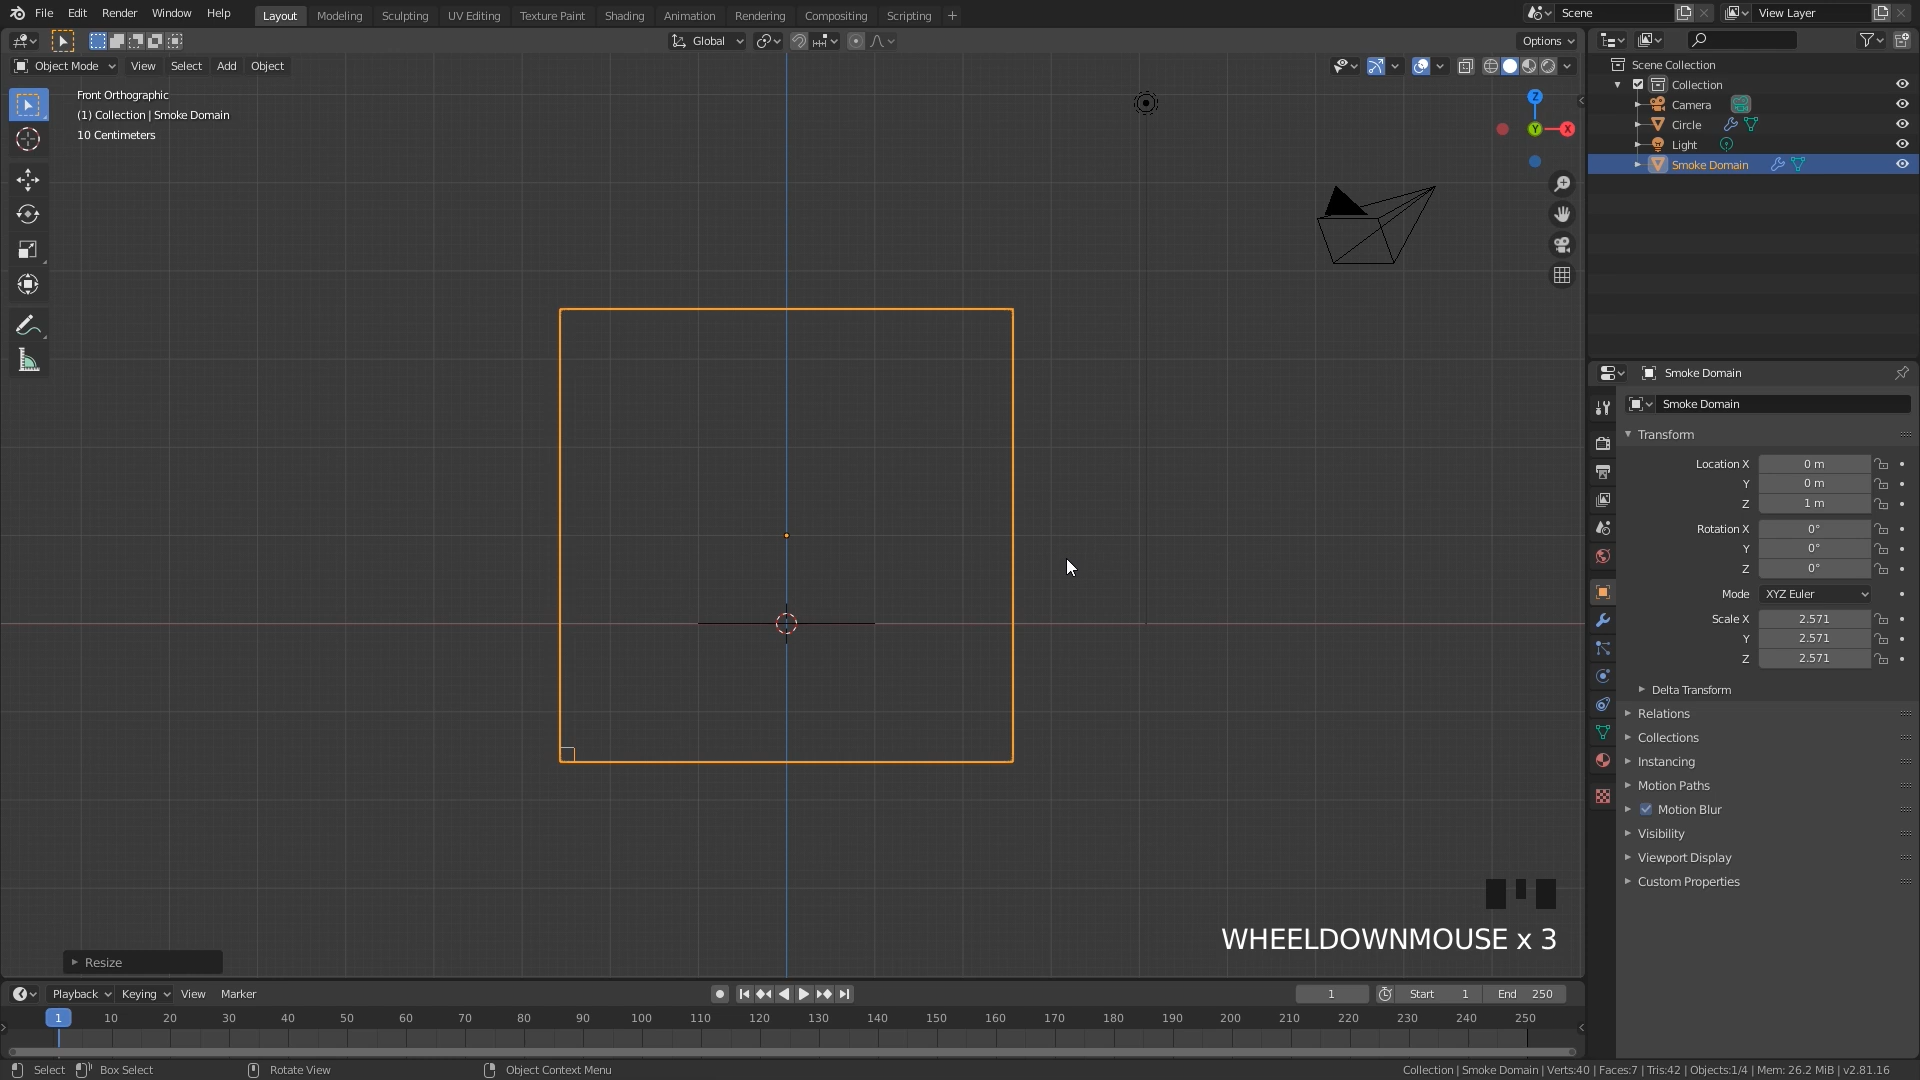 File Edit Render Window Help Layout Modeling Sculpting UV Editing Texture Paint Shading Animation Rendering Compositing Scripting Scene View Layer
Global Options
Object Mode View Select Add Object
Front Orthographic
(1) Collection | Smoke Domain
10 Centimeters
Z
Y
X
Scene Collection
Collection
Camera
Circle
Light
Smoke Domain
Smoke Domain
Smoke Domain
Transform
Location X 0 m
Y 0 m
Z 1 m
Rotation X 0°
Y 0°
Z 0°
Mode XYZ Euler
Scale X 2.571
Y 2.571
Z 2.571
Delta Transform
Relations
Collections
Instancing
Motion Paths
Motion Blur
Visibility
Viewport Display
Custom Properties
WHEELDOWNMOUSE x 3
Resize
Playback Keying View Marker 1 Start 1 End 250
1 10 20 30 40 50 60 70 80 90 100 110 120 130 140 150 160 170 180 190 200 210 220 230 240 250
Select Box Select Rotate View Object Context Menu Collection | Smoke Domain | Verts:40 | Faces:7 | Tris:42 | Objects:1/4 | Mem: 26.2 MiB | v2.81.16